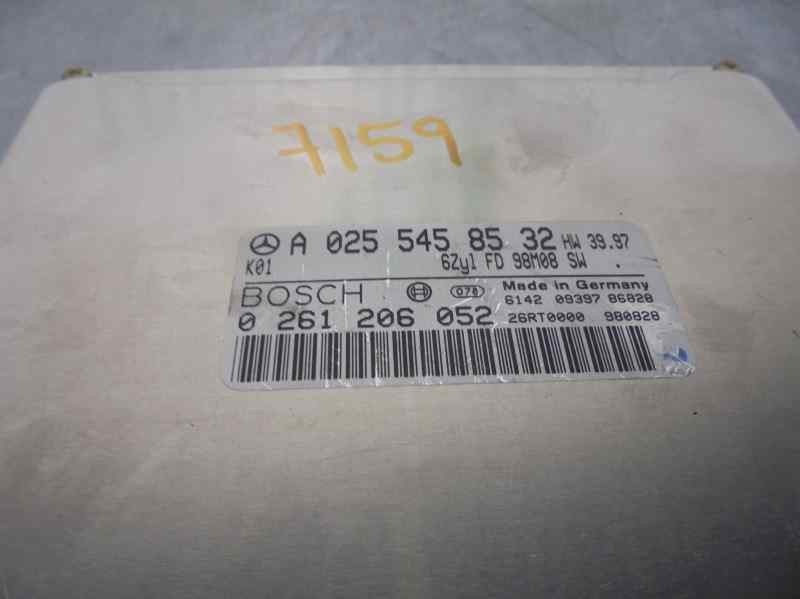 7159
A 025 545 85 32 HW 39.97
K01 6Zyl FD 98M08 SW .
BOSCH 078 Made in Germany
6142 09397 86828
0 261 206 052 26RT0000 980828